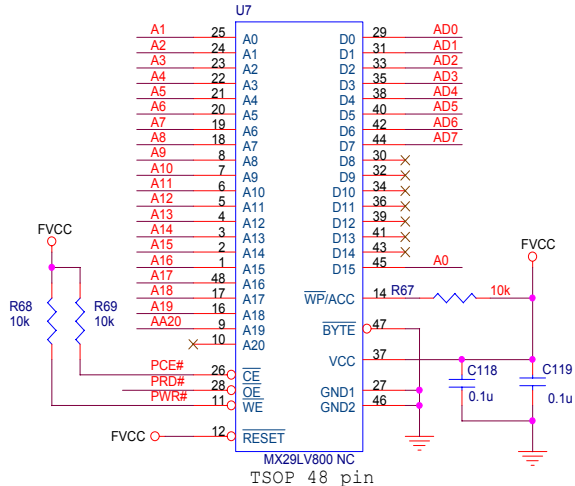 U7
A1 25 A0 D0 29 AD0
A2 24 A1 D1 31 AD1
A3 23 A2 D2 33 AD2
A4 22 A3 D3 35 AD3
A5 21 A4 D4 38 AD4
A6 20 A5 D5 40 AD5
A7 19 A6 D6 42 AD6
A8 18 A7 D7 44 AD7
A9 8 A8 D8 30
A10 7 A9 D9 32
A11 6 A10 D10 34
A12 5 A11 D11 36
A13 4 A12 D12 39
A14 3 A13 D13 41
A15 2 A14 D14 43
A16 1 A15 D15 45 A0
A17 48 A16
A18 17 A17 WP/ACC 14 R67 10k
A19 16 A18
AA20 9 A19 BYTE 47
10 A20
FVCC
FVCC
R68 10k
R69 10k
VCC 37
C118 0.1u
C119 0.1u
PCE# 26 CE
PRD# 28 OE GND1 27
PWR# 11 WE GND2 46
FVCC 12 RESET
MX29LV800 NC
TSOP 48 pin